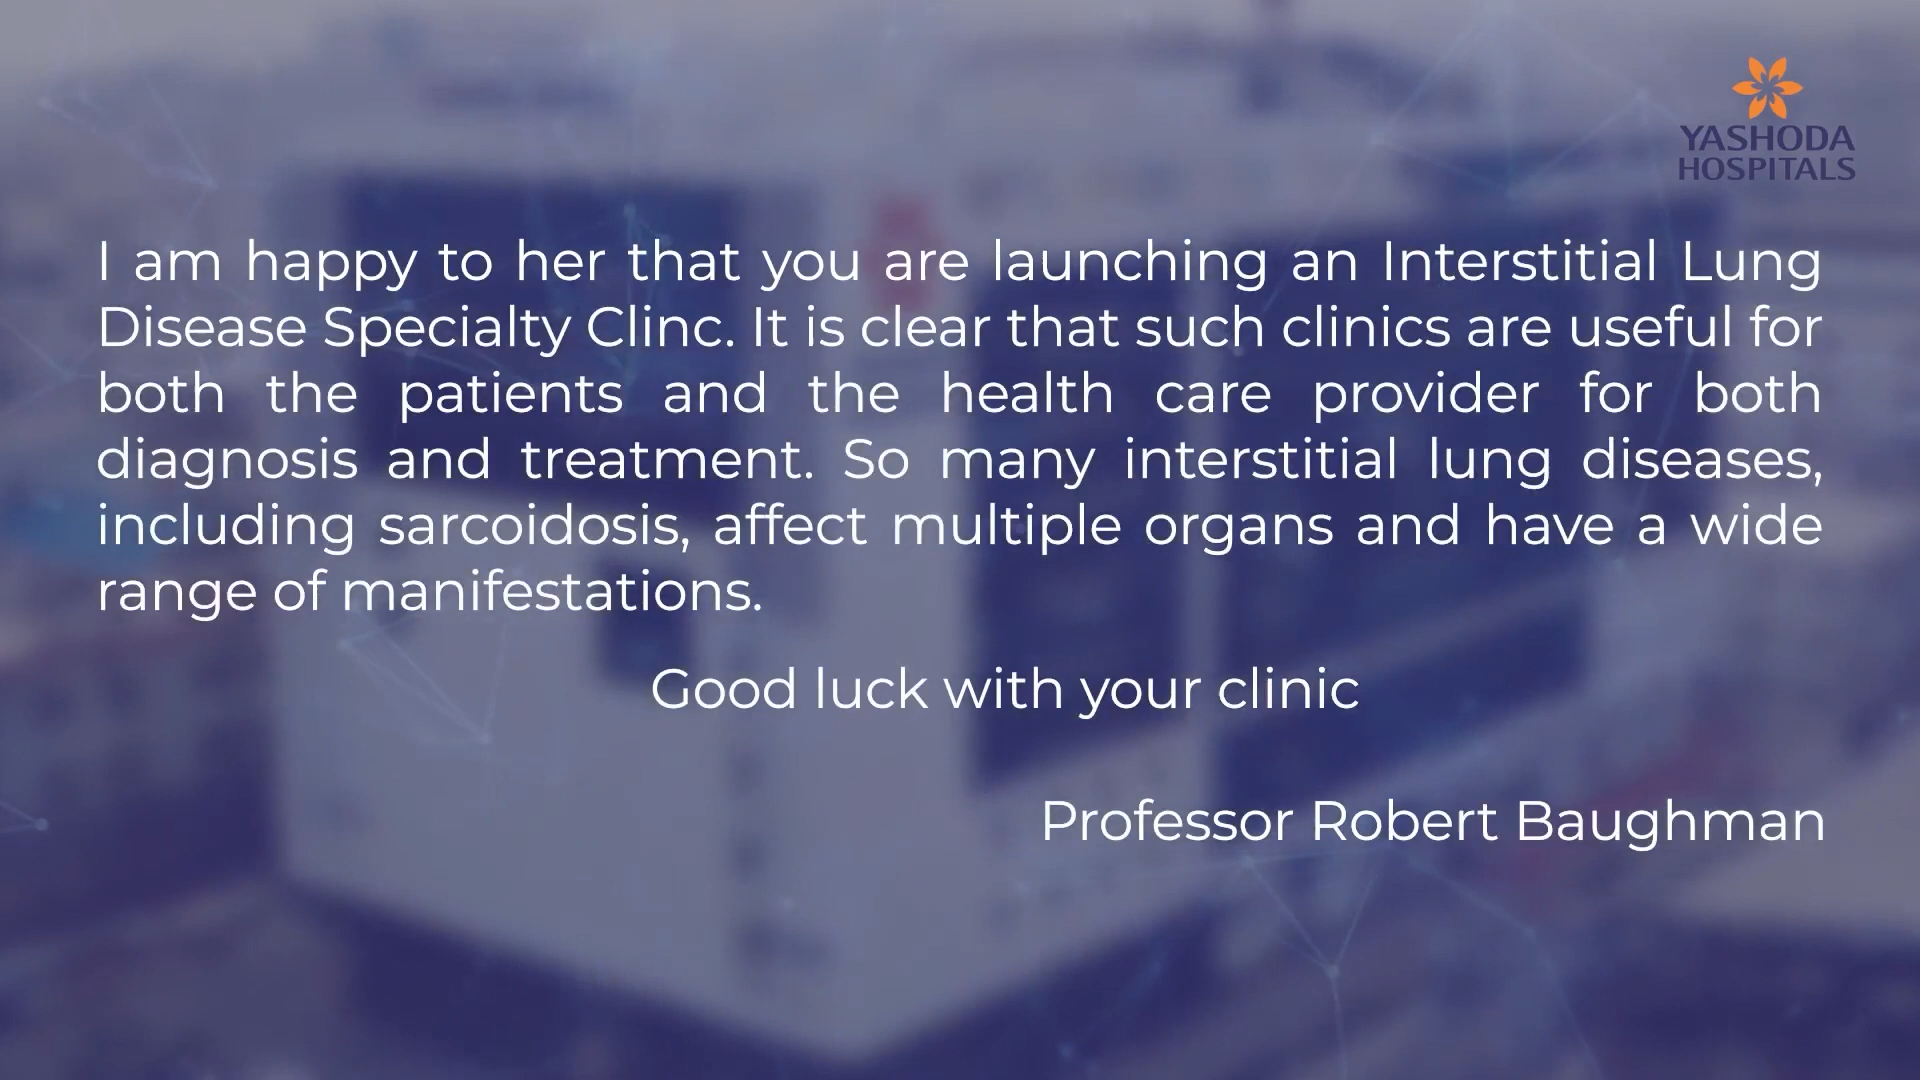 YASHODA
HOSPITALS
I am happy to her that you are launching an Interstitial Lung
Disease Specialty Clinc. It is clear that such clinics are useful for
both the patients and the health care provider for both
diagnosis and treatment. So many interstitial lung diseases,
including sarcoidosis, affect multiple organs and have a wide
range of manifestations.
Good luck with your clinic
Professor Robert Baughman